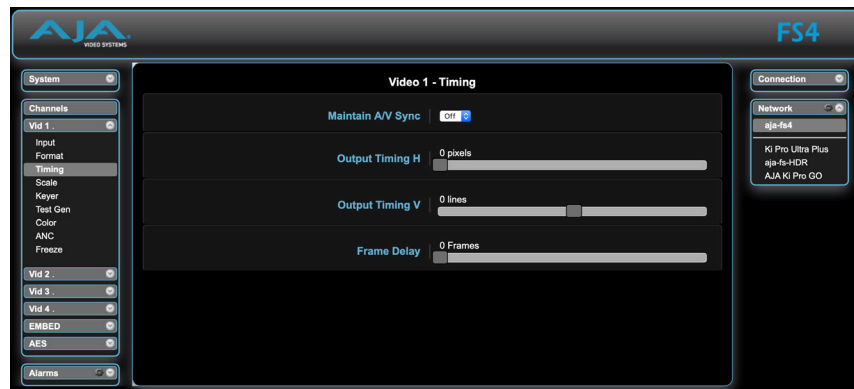 AJA
VIDEO SYSTEMS
FS4
System
Channels
Vid 1 .
Input
Format
Timing
Scale
Keyer
Test Gen
Color
ANC
Freeze
Vid 2 .
Vid 3 .
Vid 4 .
EMBED
AES
Alarms
Video 1 - Timing
Maintain A/V Sync
Off
Output Timing H
0 pixels
Output Timing V
0 lines
Frame Delay
0 Frames
Connection
Network
aja-fs4
Ki Pro Ultra Plus
aja-fs-HDR
AJA Ki Pro GO